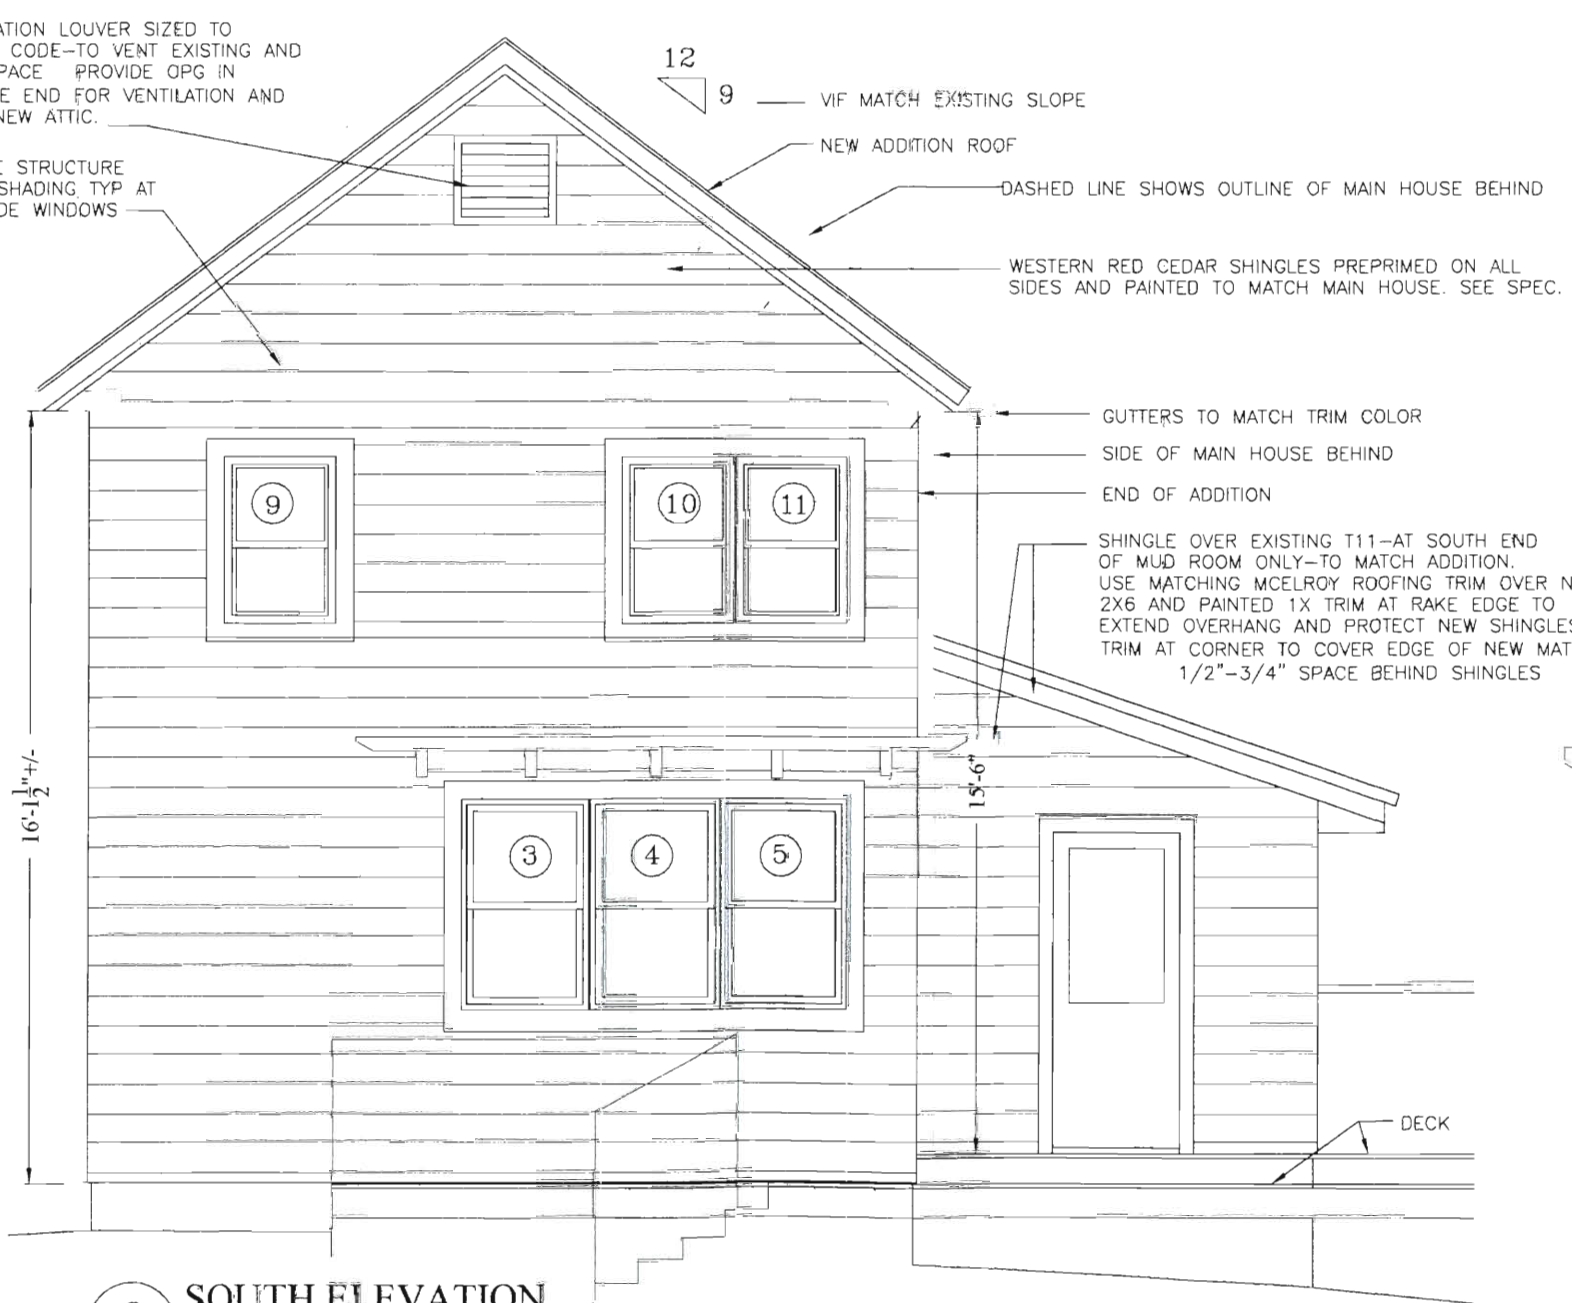 ATION LOUVER SIZED TO
CODE-TO VENT EXISTING AND
PACE PROVIDE OPG IN
E END FOR VENTILATION AND
NEW ATTIC.
E STRUCTURE
SHADING TYP AT
DE WINDOWS
12
9
VIF MATCH EXISTING SLOPE
NEW ADDITION ROOF
DASHED LINE SHOWS OUTLINE OF MAIN HOUSE BEHIND
WESTERN RED CEDAR SHINGLES PREPRIMED ON ALL
SIDES AND PAINTED TO MATCH MAIN HOUSE. SEE SPEC.
GUTTERS TO MATCH TRIM COLOR
SIDE OF MAIN HOUSE BEHIND
END OF ADDITION
SHINGLE OVER EXISTING T11-AT SOUTH END
OF MUD ROOM ONLY-TO MATCH ADDITION.
USE MATCHING MCELROY ROOFING TRIM OVER N
2X6 AND PAINTED 1X TRIM AT RAKE EDGE TO
EXTEND OVERHANG AND PROTECT NEW SHINGLES
TRIM AT CORNER TO COVER EDGE OF NEW MAT
1/2"-3/4" SPACE BEHIND SHINGLES
9
10
11
16'-1 1/2"+/-
15'-6"
3
4
5
DECK
SOUTH ELEVATION